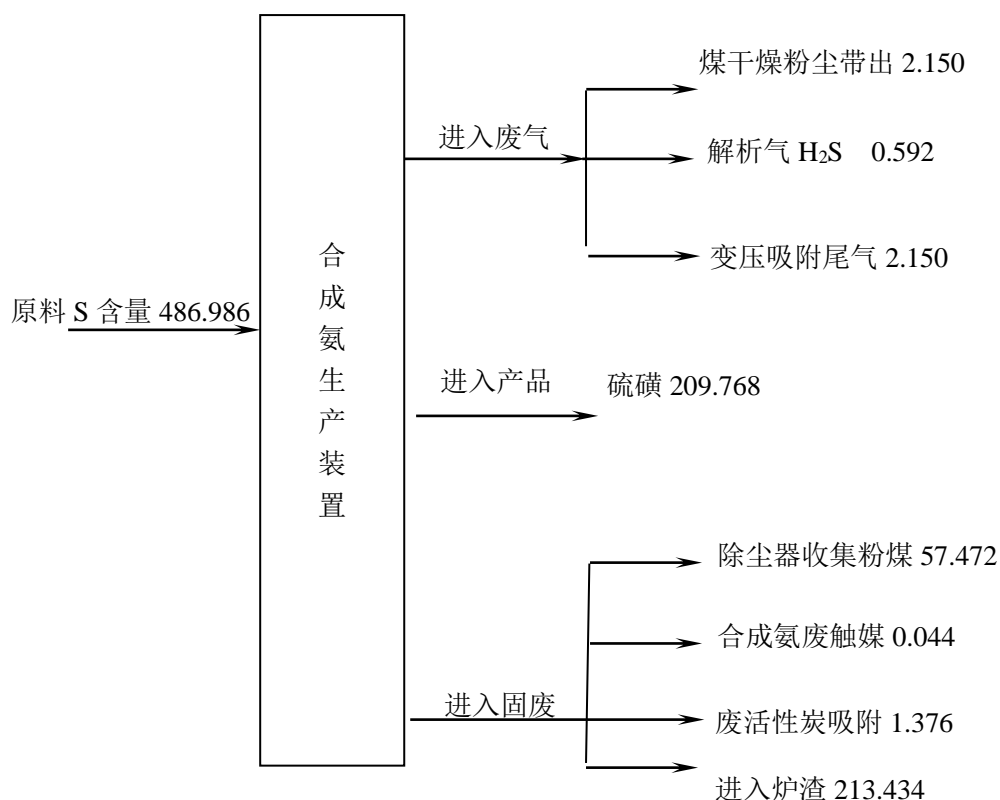 煤干燥粉尘带出 2.150
进入废气
解析气 H₂S 0.592
变压吸附尾气 2.150
原料 S 含量 486.986
合成氨生产装置
进入产品
硫磺 209.768
除尘器收集粉煤 57.472
合成氨废触媒 0.044
进入固废
废活性炭吸附 1.376
进入炉渣 213.434